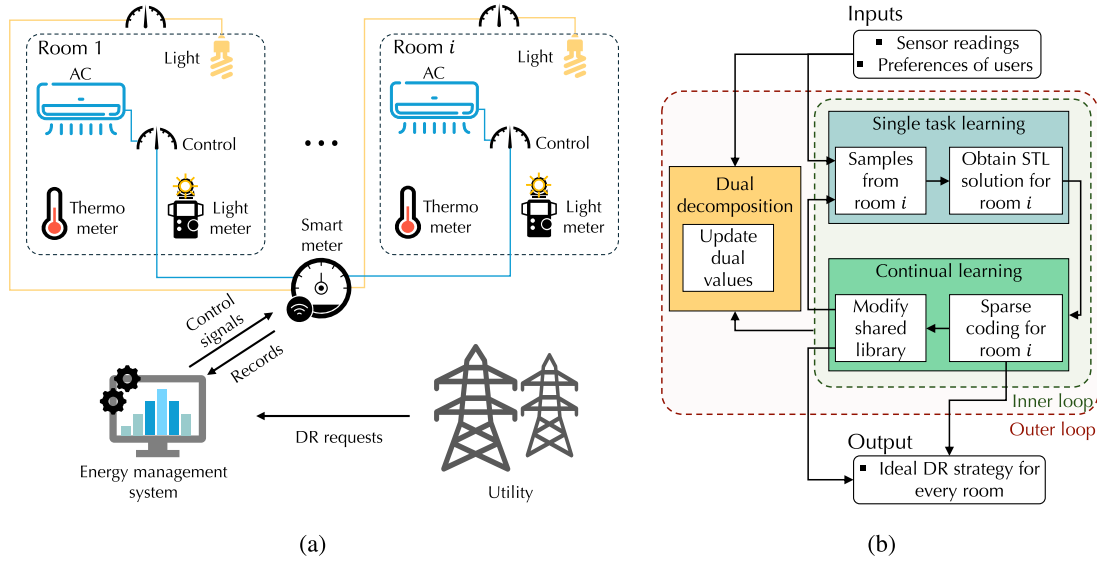 Room 1
Light
AC
Control
Thermo
meter
Light
meter
...
Room i
Light
AC
Control
Thermo
meter
Light
meter
Smart
meter
Control
signals
Records
DR requests
Energy management
system
Utility
(a)
Inputs
▪ Sensor readings
▪ Preferences of users
Single task learning
Samples
from
room i
Obtain STL
solution for
room i
Dual
decomposition
Update
dual
values
Continual learning
Modify
shared
library
Sparse
coding for
room i
Inner loop
Outer loop
Output
▪ Ideal DR strategy for
every room
(b)